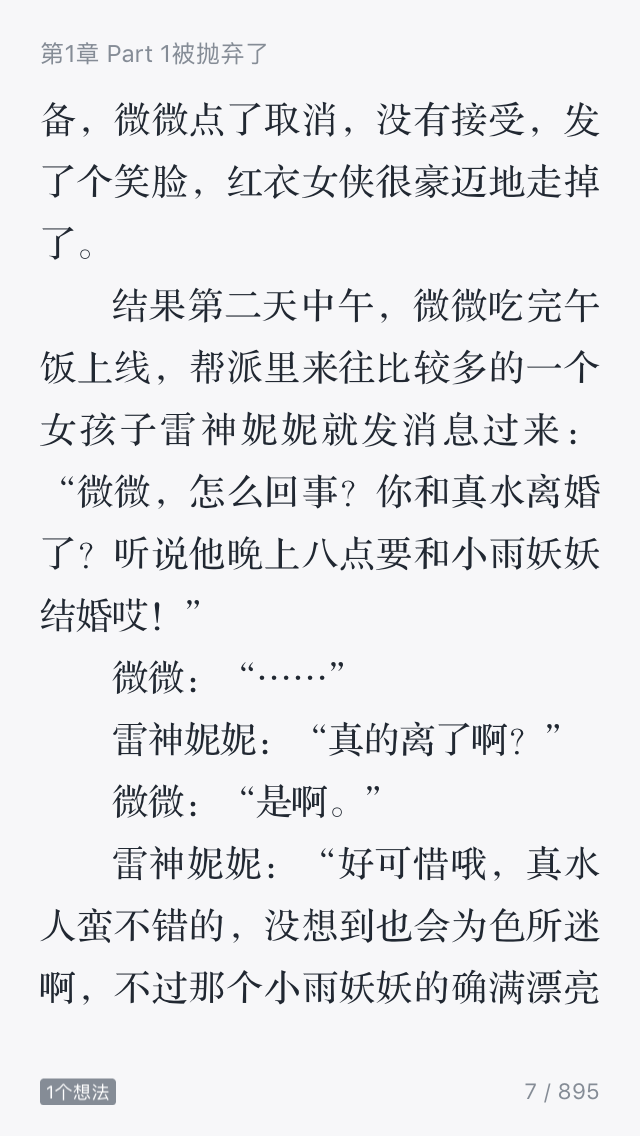 第1章 Part 1被抛弃了
备，微微点了取消，没有接受，发
了个笑脸，红衣女侠很豪迈地走掉
了。
结果第二天中午，微微吃完午
饭上线，帮派里来往比较多的一个
女孩子雷神妮妮就发消息过来：
“微微，怎么回事？你和真水离婚
了？听说他晚上八点要和小雨妖妖
结婚哎！”
微微：“……”
雷神妮妮：“真的离了啊？”
微微：“是啊。”
雷神妮妮：“好可惜哦，真水
人蛮不错的，没想到也会为色所迷
啊，不过那个小雨妖妖的确满漂亮
1个想法
7 / 895